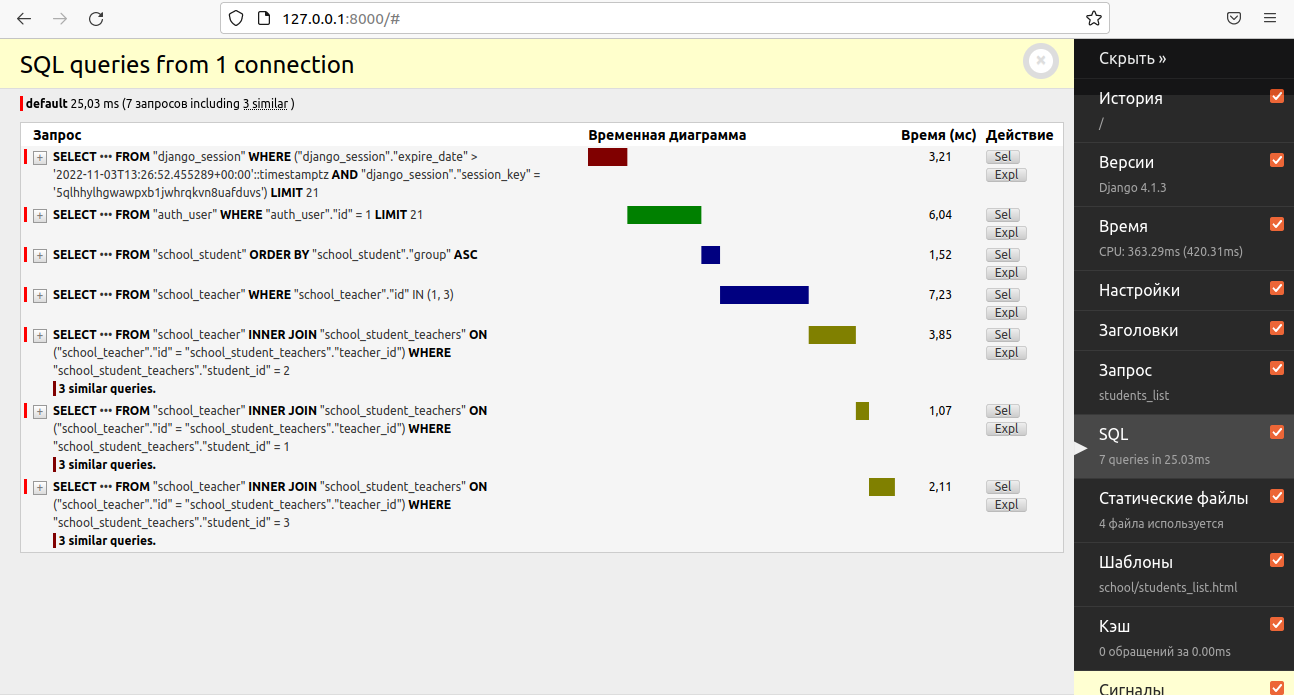 127.0.0.1:8000/#
SQL queries from 1 connection
default 25,03 ms (7 запросов including 3 similar )
Запрос Временная диаграмма Время (мс) Действие
+ SELECT ••• FROM "django_session" WHERE ("django_session"."expire_date" > 3,21 Sel
'2022-11-03T13:26:52.455289+00:00'::timestamptz AND "django_session"."session_key" = Expl
'5qlhhylhgwawpxb1jwhrqkvn8uafduvs') LIMIT 21
+ SELECT ••• FROM "auth_user" WHERE "auth_user"."id" = 1 LIMIT 21 6,04 Sel
Expl
+ SELECT ••• FROM "school_student" ORDER BY "school_student"."group" ASC 1,52 Sel
Expl
+ SELECT ••• FROM "school_teacher" WHERE "school_teacher"."id" IN (1, 3) 7,23 Sel
Expl
+ SELECT ••• FROM "school_teacher" INNER JOIN "school_student_teachers" ON 3,85 Sel
("school_teacher"."id" = "school_student_teachers"."teacher_id") WHERE Expl
"school_student_teachers"."student_id" = 2
3 similar queries.
+ SELECT ••• FROM "school_teacher" INNER JOIN "school_student_teachers" ON 1,07 Sel
("school_teacher"."id" = "school_student_teachers"."teacher_id") WHERE Expl
"school_student_teachers"."student_id" = 1
3 similar queries.
+ SELECT ••• FROM "school_teacher" INNER JOIN "school_student_teachers" ON 2,11 Sel
("school_teacher"."id" = "school_student_teachers"."teacher_id") WHERE Expl
"school_student_teachers"."student_id" = 3
3 similar queries.
Скрыть »
История
/
Версии
Django 4.1.3
Время
CPU: 363.29ms (420.31ms)
Настройки
Заголовки
Запрос
students_list
SQL
7 queries in 25.03ms
Статические файлы
4 файла используется
Шаблоны
school/students_list.html
Кэш
0 обращений за 0.00ms
Сигналы